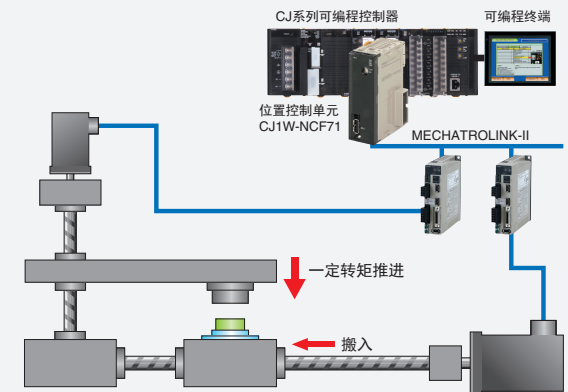 CJ系列可编程控制器
可编程终端
位置控制单元
CJ1W-NCF71
MECHATROLINK-II
一定转矩推进
搬入